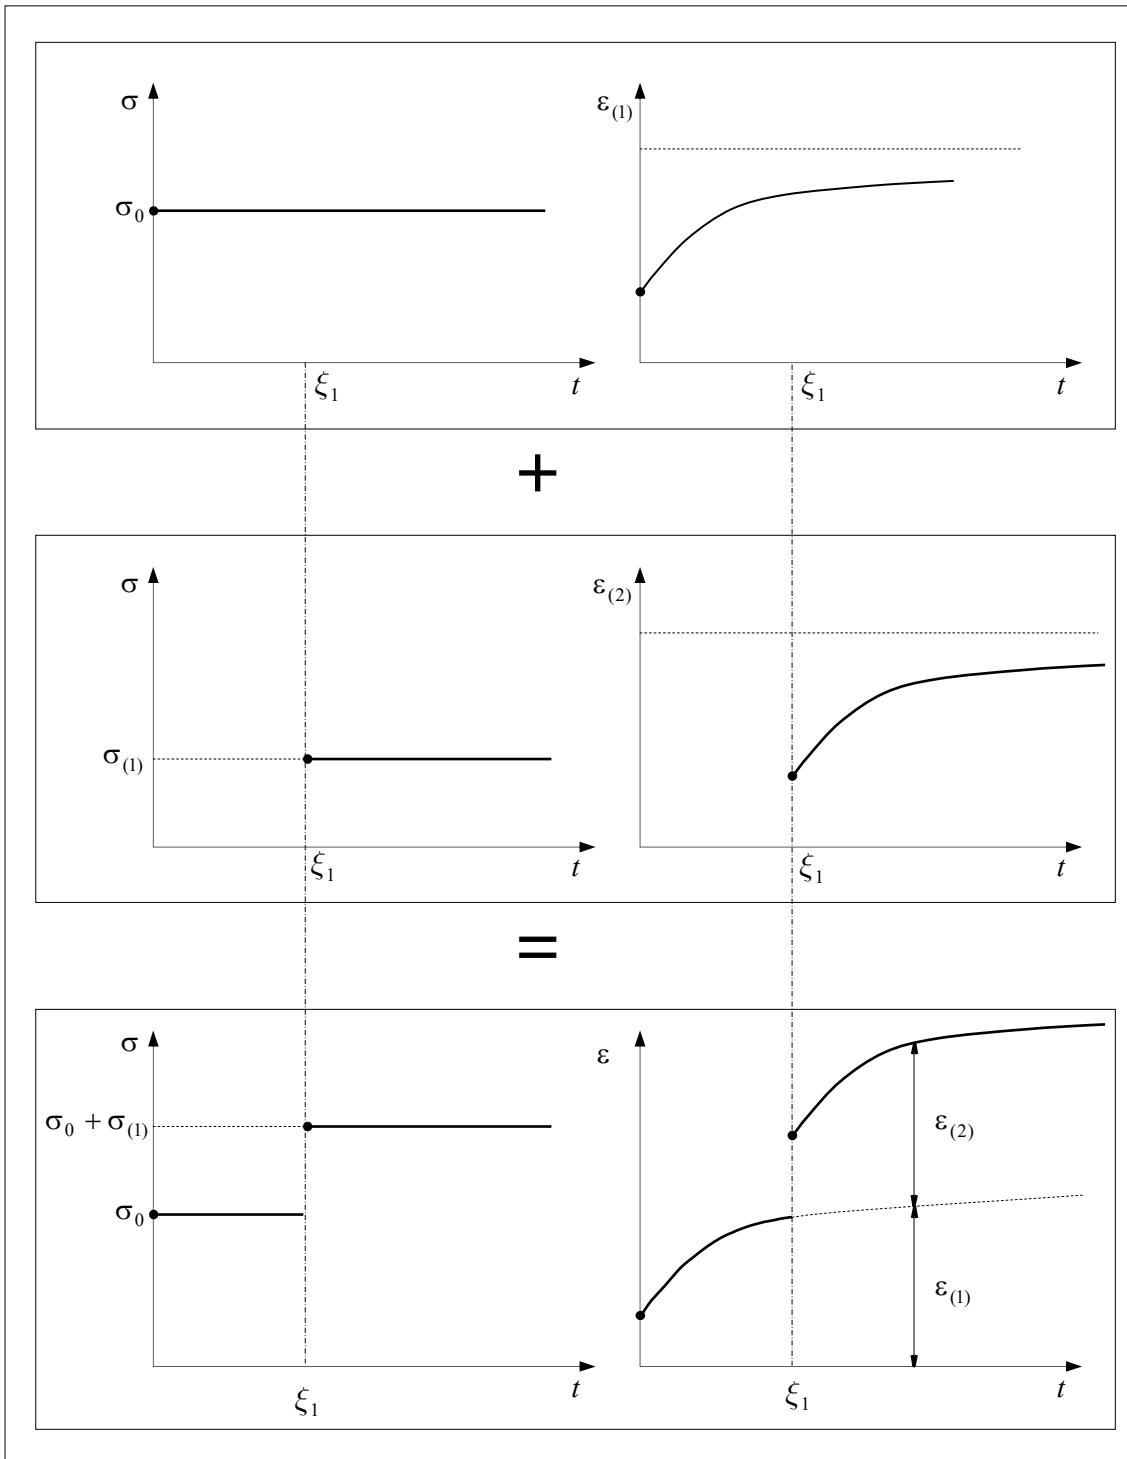 σ ε(1)
σ0
ξ1 t ξ1 t
+
σ ε(2)
σ(1)
ξ1 t ξ1 t
=
σ ε
σ0 + σ(1) ε(2)
σ0
ε(1)
ξ1 t ξ1 t